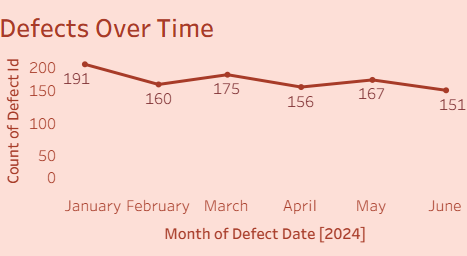 Defects Over Time
Count of Defect Id
200
150
100
50
0
191
160
175
156
167
151
January February March April May June
Month of Defect Date [2024]